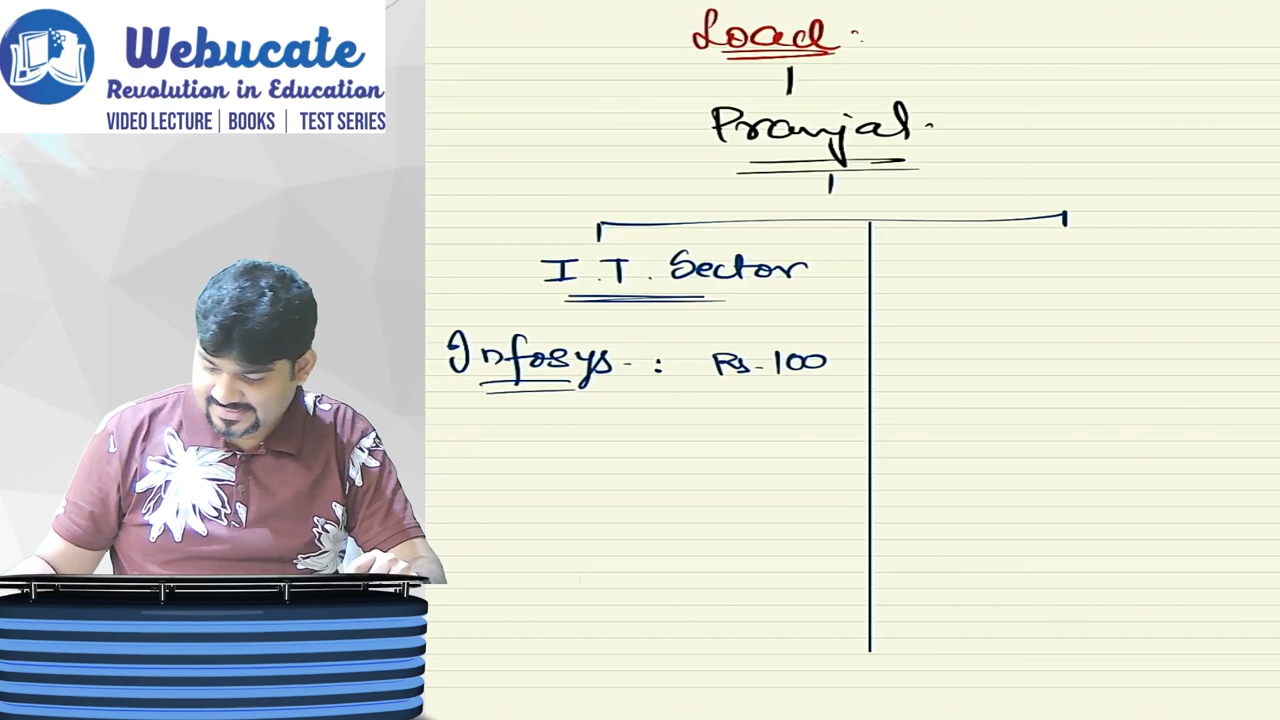 Webucate
Revolution in Education
VIDEO LECTURE | BOOKS | TEST SERIES
Load :
Pranjal.
I.T. Sector
Infosys - : Rs-100